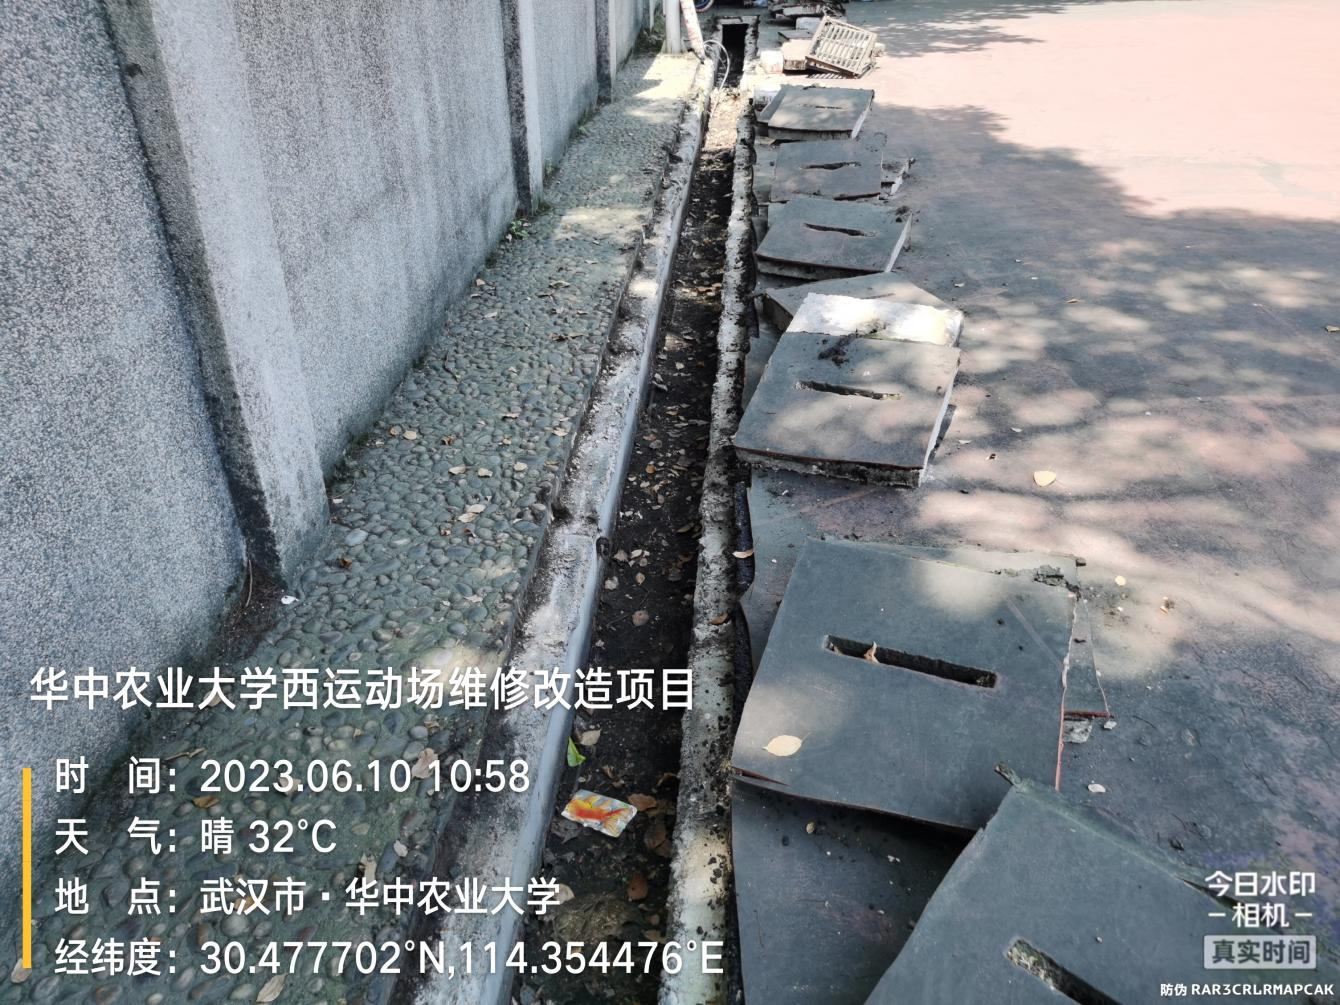 华中农业大学西运动场维修改造项目
时 间：2023.06.10 10:58
天 气：晴 32℃
地 点：武汉市·华中农业大学
经纬度：30.477702°N,114.354476°E
今日水印
相机
真实时间
防伪 RAR3CRLRMAPCAK